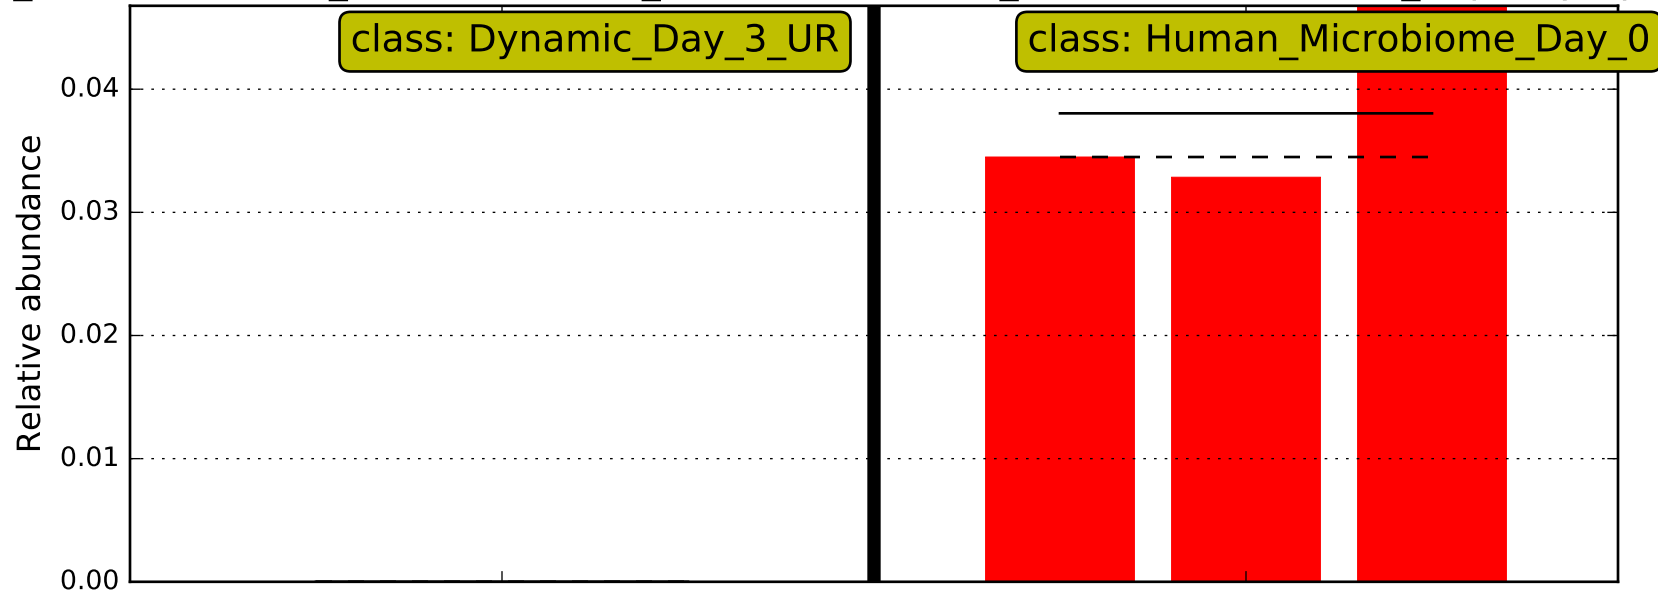 class: Dynamic_Day_3_UR
class: Human_Microbiome_Day_0
0.04
0.03
0.02
0.01
0.00
Relative abundance